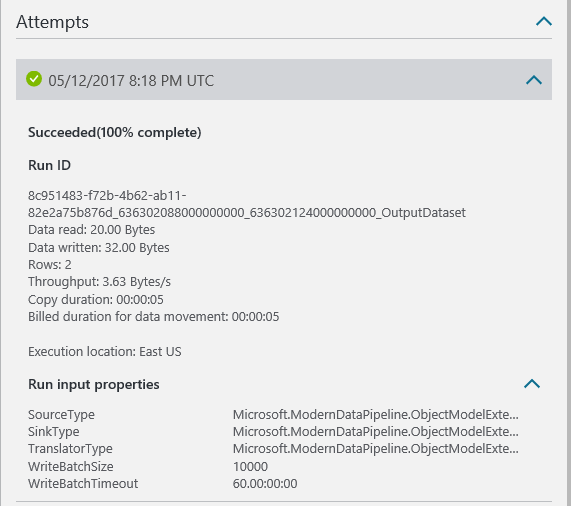 Attempts
05/12/2017 8:18 PM UTC
Succeeded(100% complete)
Run ID
8c951483-f72b-4b62-ab11-
82e2a75b876d_636302088000000000_636302124000000000_OutputDataset
Data read: 20.00 Bytes
Data written: 32.00 Bytes
Rows: 2
Throughput: 3.63 Bytes/s
Copy duration: 00:00:05
Billed duration for data movement: 00:00:05
Execution location: East US
Run input properties
SourceType Microsoft.ModernDataPipeline.ObjectModelExte...
SinkType Microsoft.ModernDataPipeline.ObjectModelExte...
TranslatorType Microsoft.ModernDataPipeline.ObjectModelExte...
WriteBatchSize 10000
WriteBatchTimeout 60.00:00:00